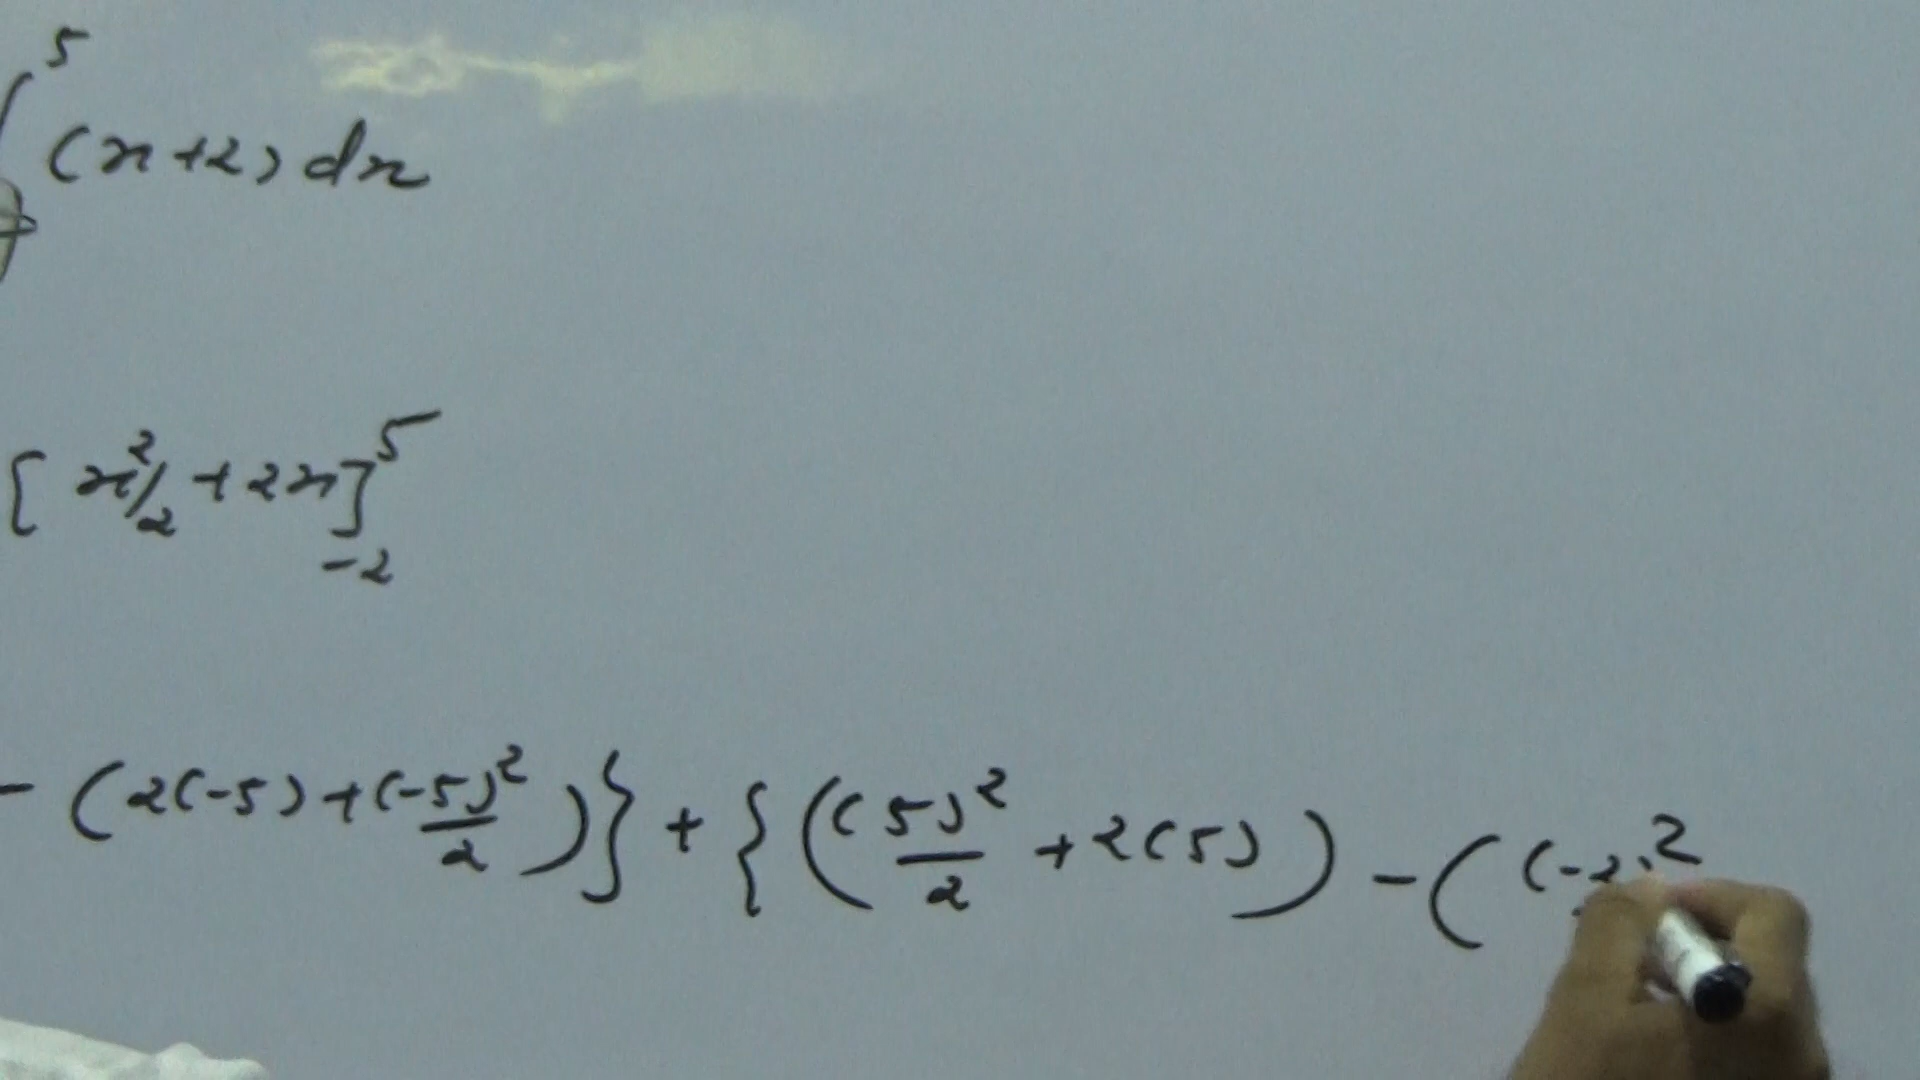 ∫^5 (x+2) dx
[x^2/2 + 2x]_{-2}^5
- (2(-5) + (-5)^2/2)} + {((5)^2/2 + 2(5)) - ((-2)^2